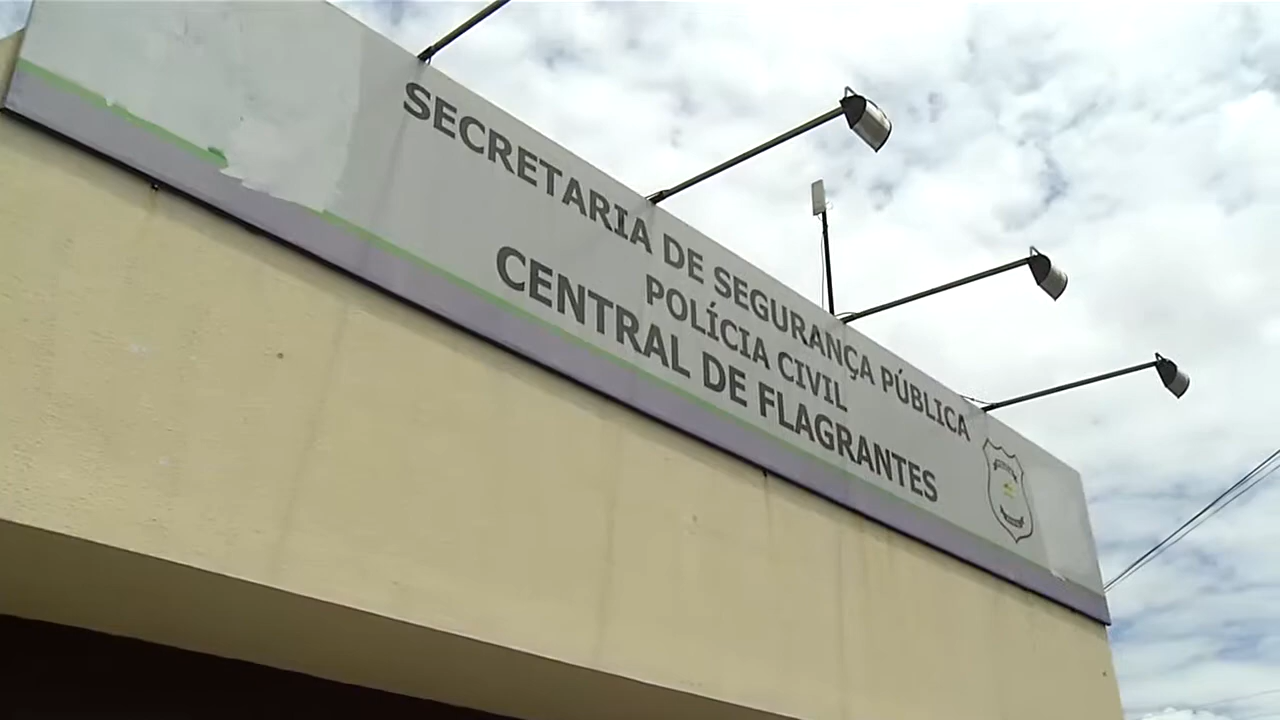 SECRETARIA DE SEGURANÇA PÚBLICA
POLÍCIA CIVIL
CENTRAL DE FLAGRANTES